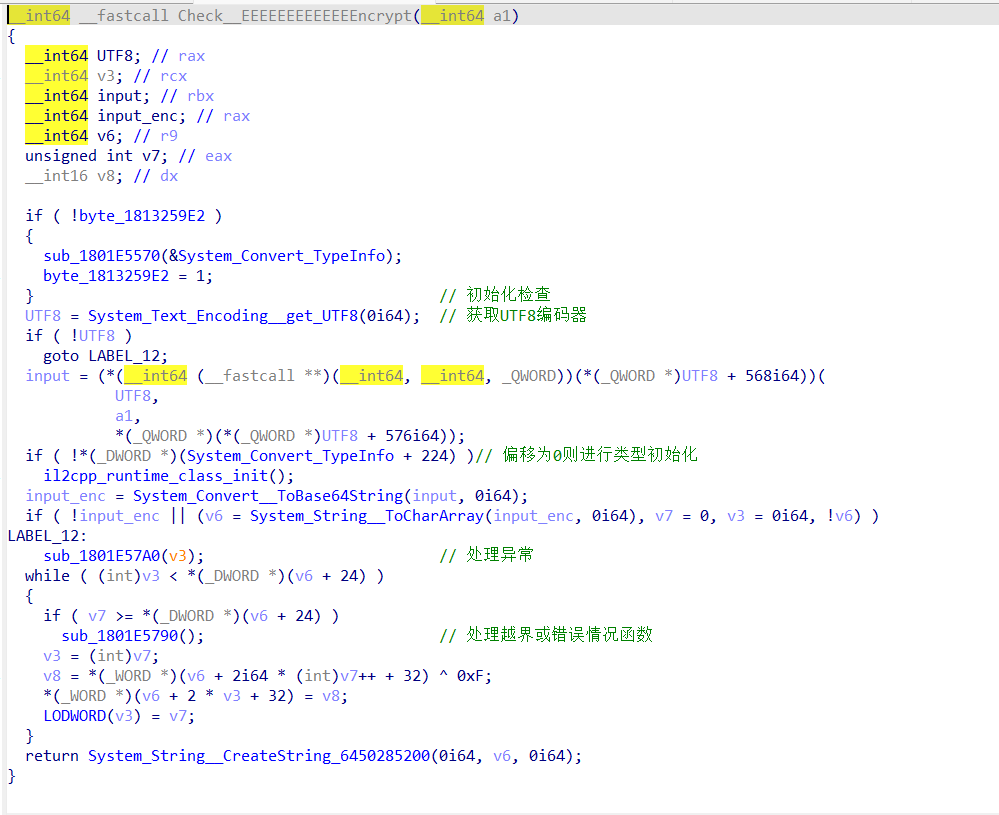 __int64 __fastcall Check__EEEEEEEEEEEEEncrypt(__int64 a1)
{
  __int64 UTF8; // rax
  __int64 v3; // rcx
  __int64 input; // rbx
  __int64 input_enc; // rax
  __int64 v6; // r9
  unsigned int v7; // eax
  __int16 v8; // dx

  if ( !byte_1813259E2 )
  {
    sub_1801E5570(&System_Convert_TypeInfo);
    byte_1813259E2 = 1;
  }                                       // 初始化检查
  UTF8 = System_Text_Encoding__get_UTF8(0i64);  // 获取UTF8编码器
  if ( !UTF8 )
    goto LABEL_12;
  input = (*(__int64 (__fastcall **)(__int64, __int64, _QWORD))(*(_QWORD *)UTF8 + 568i64))(
            UTF8,
            a1,
            *(_QWORD *)(*(_QWORD *)UTF8 + 576i64));
  if ( !*(_DWORD *)(System_Convert_TypeInfo + 224) )// 偏移为0则进行类型初始化
    il2cpp_runtime_class_init();
  input_enc = System_Convert__ToBase64String(input, 0i64);
  if ( !input_enc || (v6 = System_String__ToCharArray(input_enc, 0i64), v7 = 0, v3 = 0i64, !v6) )
LABEL_12:
    sub_1801E57A0(v3);                    // 处理异常
  while ( (int)v3 < *(_DWORD *)(v6 + 24) )
  {
    if ( v7 >= *(_DWORD *)(v6 + 24) )
      sub_1801E5790();                    // 处理越界或错误情况函数
    v3 = (int)v7;
    v8 = *(_WORD *)(v6 + 2i64 * (int)v7++ + 32) ^ 0xF;
    *(_WORD *)(v6 + 2 * v3 + 32) = v8;
    LODWORD(v3) = v7;
  }
  return System_String__CreateString_6450285200(0i64, v6, 0i64);
}